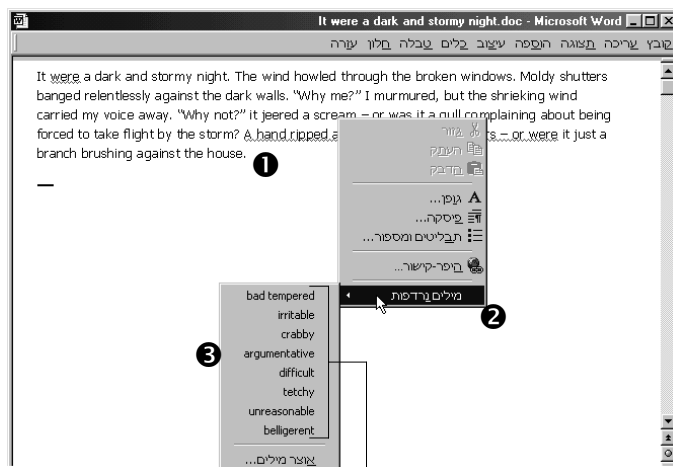 It were a dark and stormy night.doc - Microsoft Word
קובץ עריכה תצוגה הוספה עיצוב כלים טבלה חלון עזרה
It were a dark and stormy night. The wind howled through the broken windows. Moldy shutters
banged relentlessly against the dark walls. “Why me?” I murmured, but the shrieking wind
carried my voice away. “Why not?” it jeered a scream – or was it a gull complaining about being
forced to take flight by the storm? A hand ripped – or were it just a
branch brushing against the house.
❶
גזור
העתק
הדבק
גופן...
פיסקה...
תבליטים ומספור...
היפר-קישור...
מילים נרדפות
❷
❸
bad tempered
irritable
crabby
argumentative
difficult
tetchy
unreasonable
belligerent
אוצר מילים...